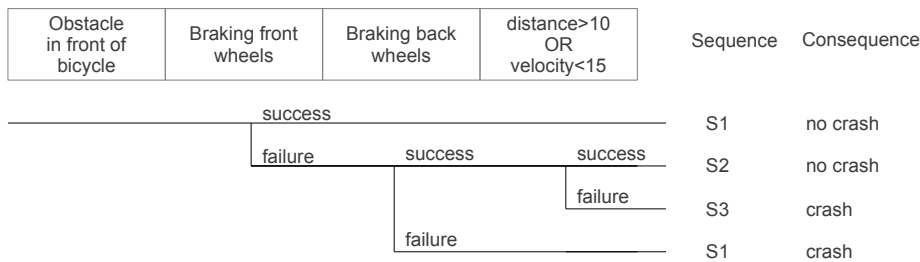 Obstacle
in front of
bicycle
Braking front
wheels
Braking back
wheels
distance>10
OR
velocity<15
Sequence Consequence
success S1 no crash
failure success success S2 no crash
failure S3 crash
failure S1 crash